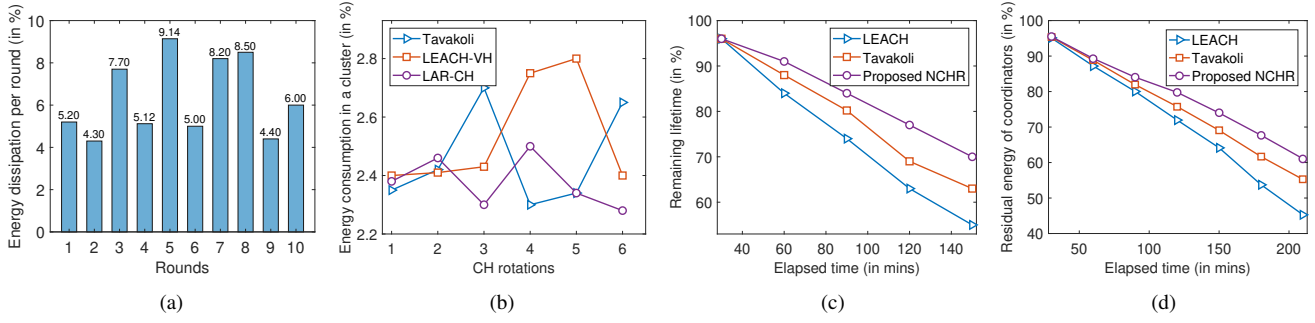 Energy dissipation per round (in %)
12
10
8
6
4
2
0
5.20
4.30
7.70
5.12
9.14
5.00
8.20
8.50
4.40
6.00
1 2 3 4 5 6 7 8 9 10
Rounds
(a)
Energy consumption in a cluster (in %)
2.8
2.6
2.4
2.2
Tavakoli
LEACH-VH
LAR-CH
1 2 3 4 5 6
CH rotations
(b)
Remaining lifetime (in %)
100
90
80
70
60
LEACH
Tavakoli
Proposed NCHR
40 60 80 100 120 140
Elapsed time (in mins)
(c)
Residual energy of coordinators (in %)
100
90
80
70
60
50
40
LEACH
Tavakoli
Proposed NCHR
50 100 150 200
Elapsed time (in mins)
(d)